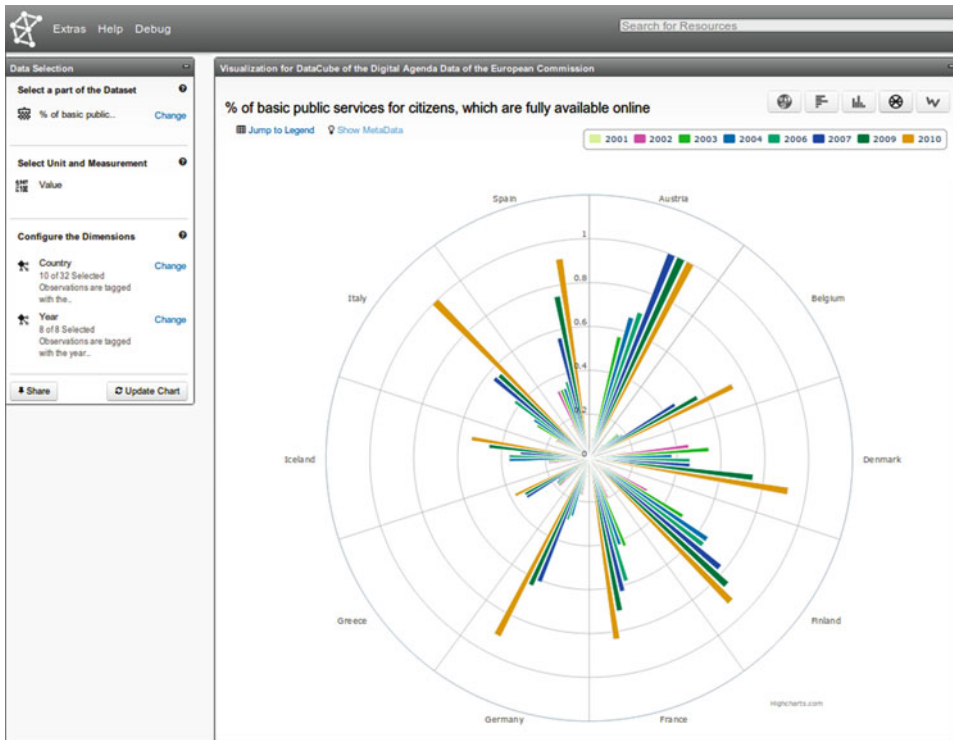 Extras Help Debug
Search for Resources
Data Selection
Select a part of the Dataset
% of basic public.. Change
Select Unit and Measurement
Value
Configure the Dimensions
Country Change
10 of 32 Selected
Observations are tagged
with the..
Year Change
8 of 8 Selected
Observations are tagged
with the year..
Share Update Chart
Visualization for DataCube of the Digital Agenda Data of the European Commission
% of basic public services for citizens, which are fully available online
Jump to Legend Show MetaData
2001 2002 2003 2004 2006 2007 2009 2010
Spain Austria
1
Italy Belgium
0.8
0.6
0.4
0.2
0
Iceland Denmark
Greece Finland
Germany France
Highcharts.com